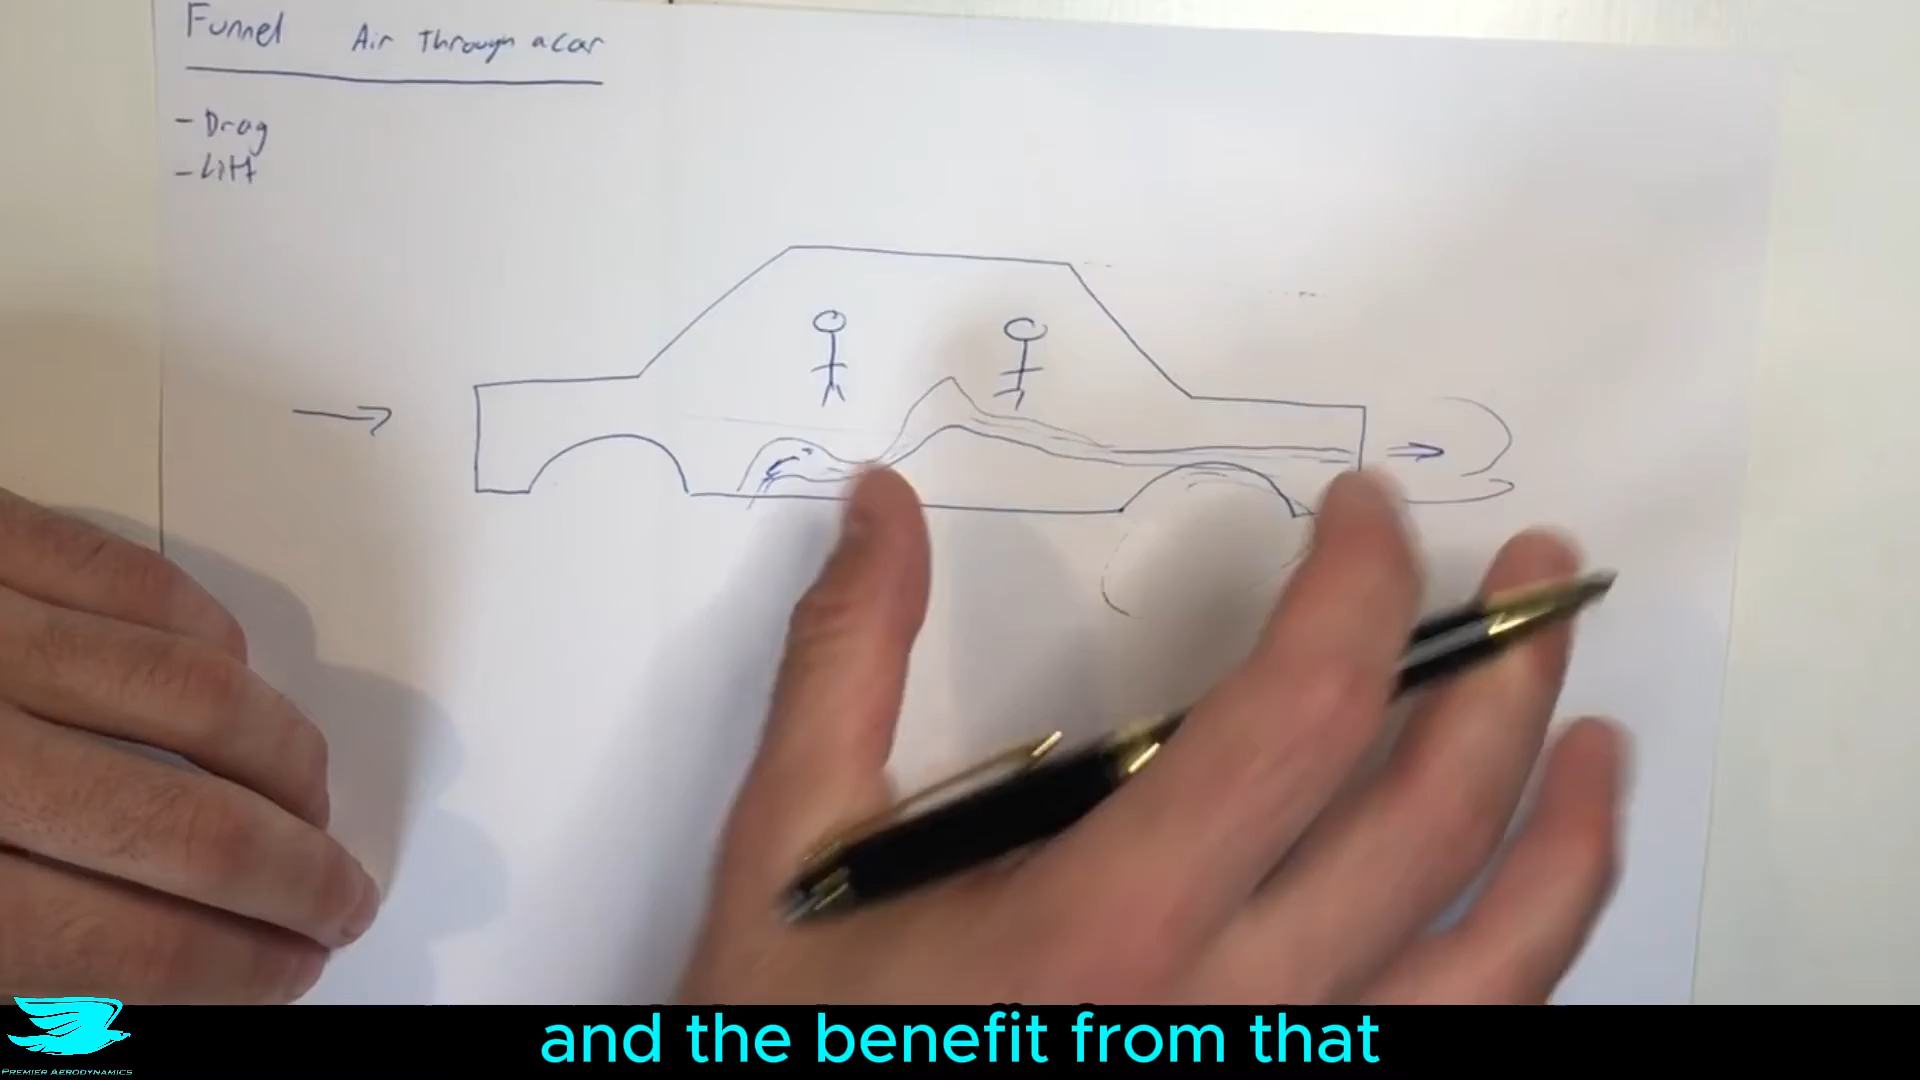 Funnel Air Through a car
- Drag
- Lift
and the benefit from that
PREMIER AERODYNAMICS